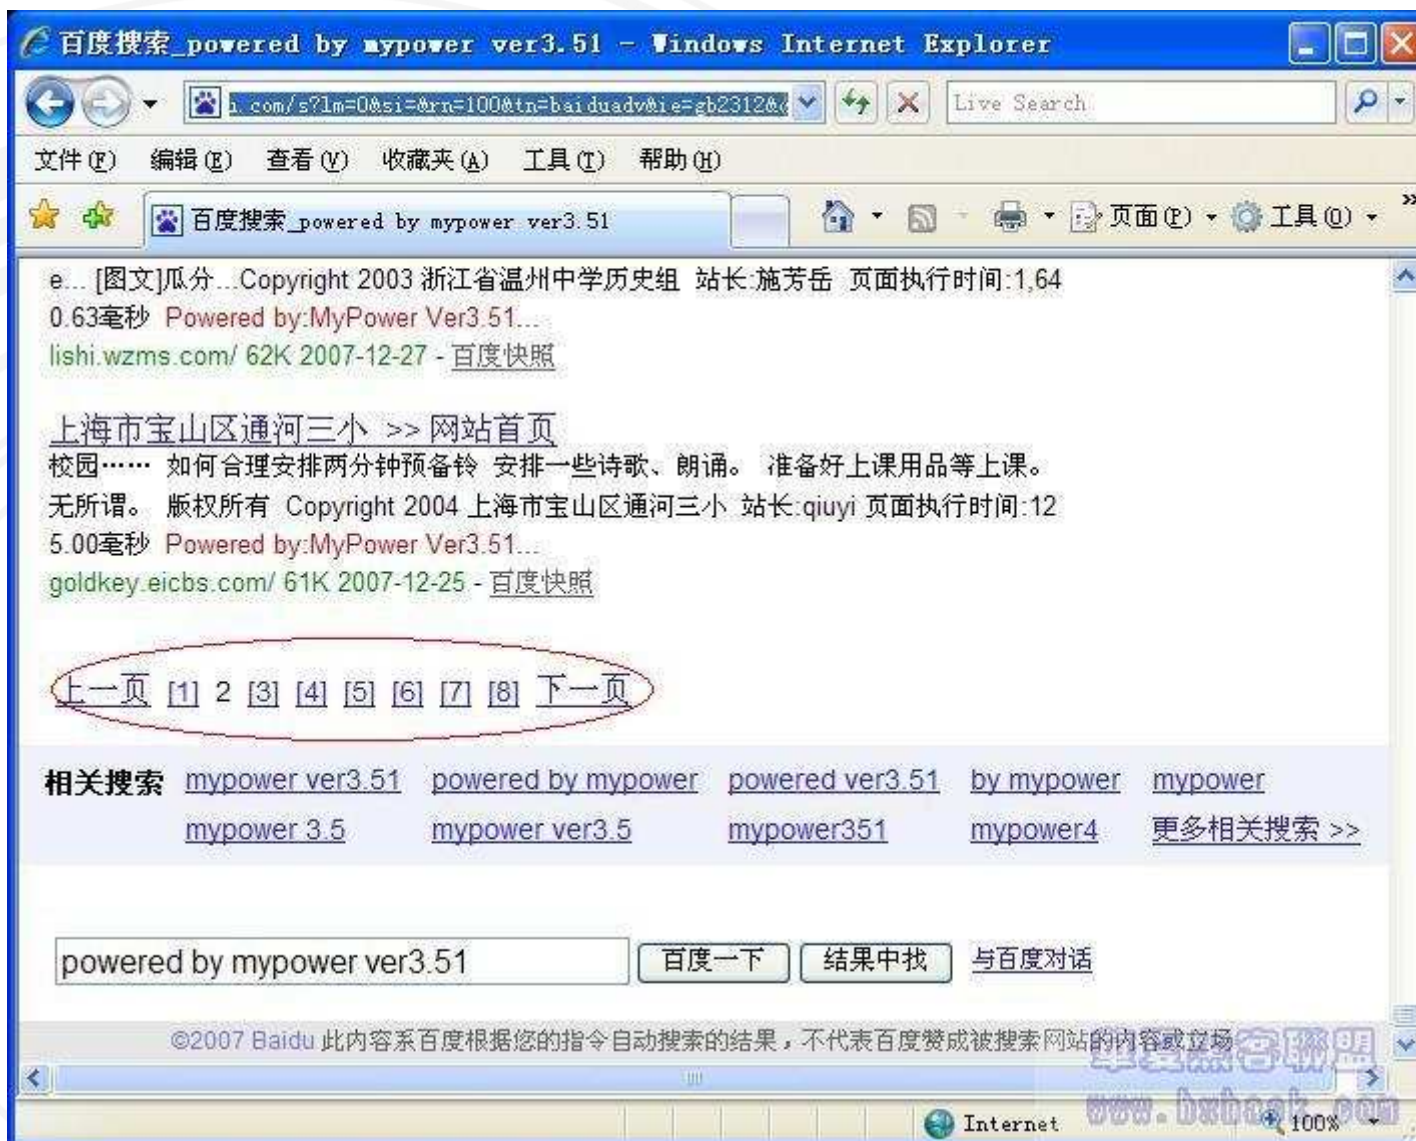 百度搜索_powered by mypower ver3.51 - Windows Internet Explorer
i.com/s?lm=0&si=&rn=100&tn=baiduadv&ie=gb2312& Live Search
文件(F) 编辑(E) 查看(V) 收藏夹(A) 工具(T) 帮助(H)
百度搜索_powered by mypower ver3.51 页面(P) 工具(O) »
e... [图文]瓜分...Copyright 2003 浙江省温州中学历史组 站长:施芳岳 页面执行时间:1,64
0.63毫秒 Powered by:MyPower Ver3.51...
lishi.wzms.com/ 62K 2007-12-27 - 百度快照
上海市宝山区通河三小 >> 网站首页
校园…… 如何合理安排两分钟预备铃 安排一些诗歌、朗诵。 准备好上课用品等上课。
无所谓。 版权所有 Copyright 2004 上海市宝山区通河三小 站长:qiuyi 页面执行时间:12
5.00毫秒 Powered by:MyPower Ver3.51...
goldkey.eicbs.com/ 61K 2007-12-25 - 百度快照
上一页 [1] 2 [3] [4] [5] [6] [7] [8] 下一页
相关搜索 mypower ver3.51 powered by mypower powered ver3.51 by mypower mypower
mypower 3.5 mypower ver3.5 mypower351 mypower4 更多相关搜索 >>
powered by mypower ver3.51 百度一下 结果中找 与百度对话
©2007 Baidu 此内容系百度根据您的指令自动搜索的结果，不代表百度赞成被搜索网站的内容或立场
Internet 100%